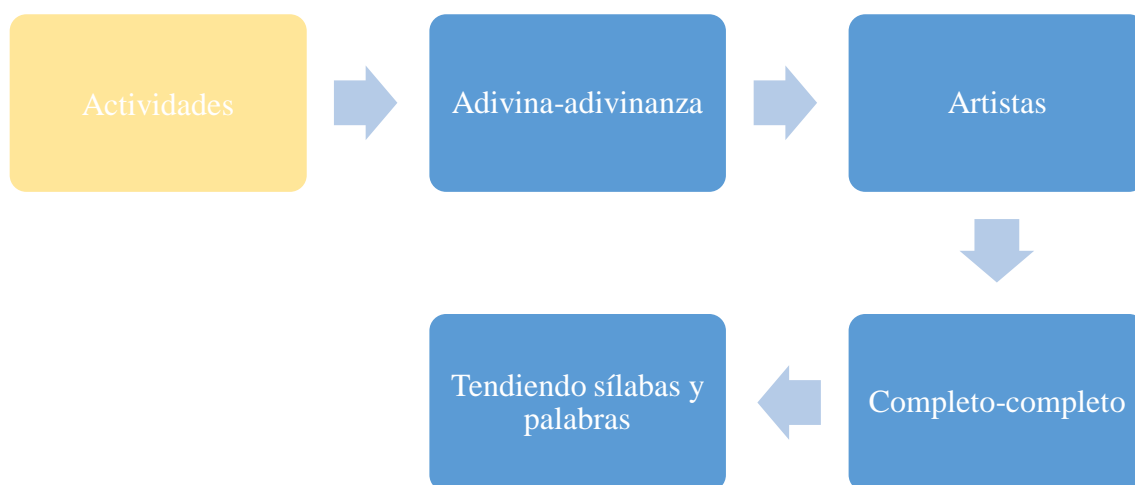 Actividades
Adivina-adivinanza
Artistas
Completo-completo
Tendiendo sílabas y
palabras